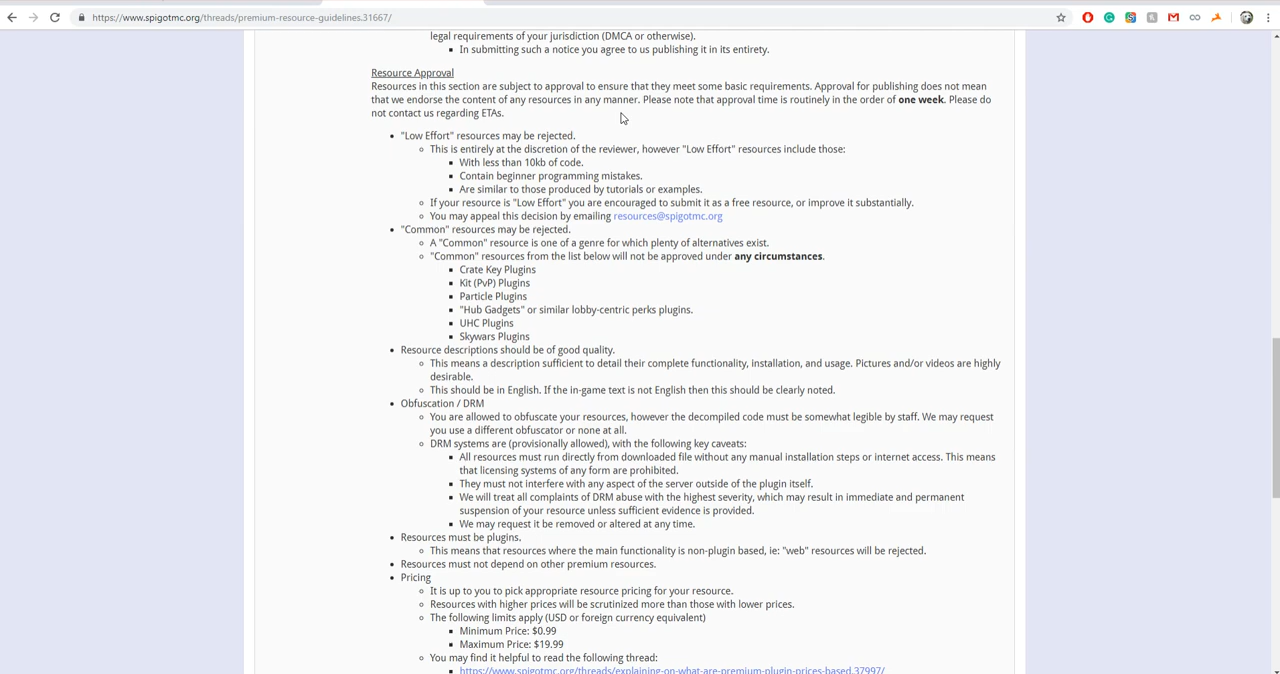 https://www.spigotmc.org/threads/premium-resource-guidelines.31667/
legal requirements of your jurisdiction (DMCA or otherwise).
In submitting such a notice you agree to us publishing it in its entirety.
Resource Approval
Resources in this section are subject to approval to ensure that they meet some basic requirements. Approval for publishing does not mean
that we endorse the content of any resources in any manner. Please note that approval time is routinely in the order of one week. Please do
not contact us regarding ETAs.
"Low Effort" resources may be rejected.
This is entirely at the discretion of the reviewer, however "Low Effort" resources include those:
With less than 10kb of code.
Contain beginner programming mistakes.
Are similar to those produced by tutorials or examples.
If your resource is "Low Effort" you are encouraged to submit it as a free resource, or improve it substantially.
You may appeal this decision by emailing resources@spigotmc.org
"Common" resources may be rejected.
A "Common" resource is one of a genre for which plenty of alternatives exist.
"Common" resources from the list below will not be approved under any circumstances.
Crate Key Plugins
Kit (PvP) Plugins
Particle Plugins
"Hub Gadgets" or similar lobby-centric perks plugins.
UHC Plugins
Skywars Plugins
Resource descriptions should be of good quality.
This means a description sufficient to detail their complete functionality, installation, and usage. Pictures and/or videos are highly
desirable.
This should be in English. If the in-game text is not English then this should be clearly noted.
Obfuscation / DRM
You are allowed to obfuscate your resources, however the decompiled code must be somewhat legible by staff. We may request
you use a different obfuscator or none at all.
DRM systems are (provisionally allowed), with the following key caveats:
All resources must run directly from downloaded file without any manual installation steps or internet access. This means
that licensing systems of any form are prohibited.
They must not interfere with any aspect of the server outside of the plugin itself.
We will treat all complaints of DRM abuse with the highest severity, which may result in immediate and permanent
suspension of your resource unless sufficient evidence is provided.
We may request it be removed or altered at any time.
Resources must be plugins.
This means that resources where the main functionality is non-plugin based, ie: "web" resources will be rejected.
Resources must not depend on other premium resources.
Pricing
It is up to you to pick appropriate resource pricing for your resource.
Resources with higher prices will be scrutinized more than those with lower prices.
The following limits apply (USD or foreign currency equivalent)
Minimum Price: $0.99
Maximum Price: $19.99
You may find it helpful to read the following thread:
https://www.spigotmc.org/threads/explaining-on-what-are-premium-plugin-prices-based.37997/